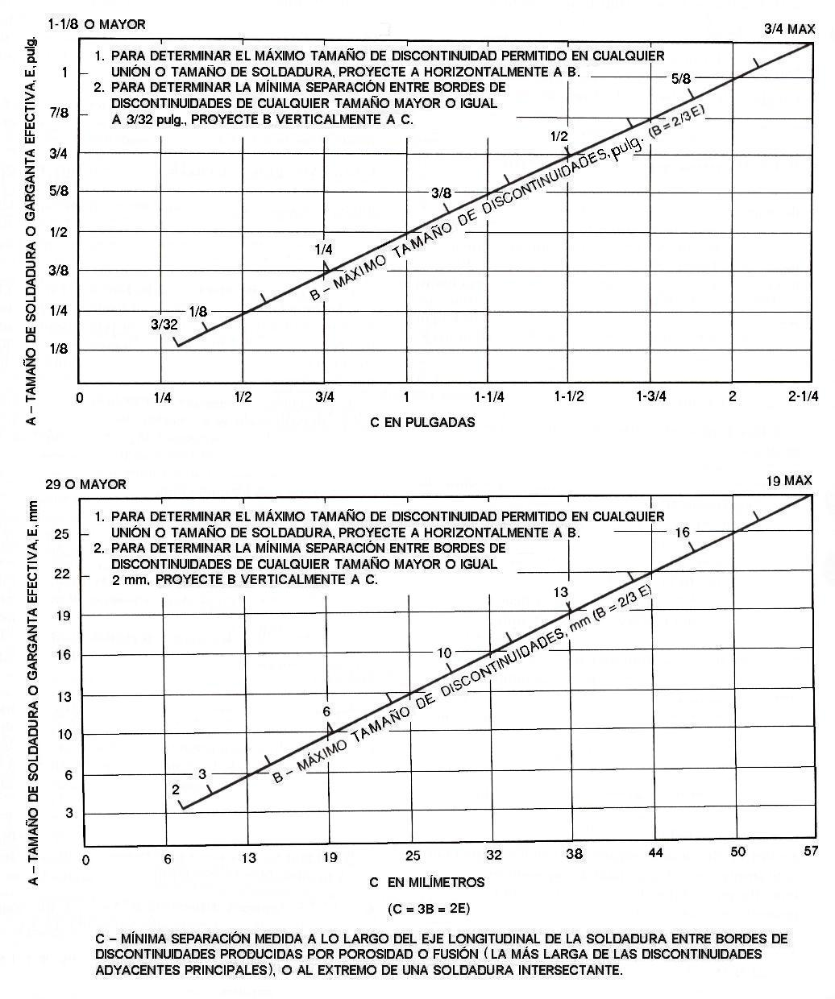 1-1/8 O MAYOR
3/4 MAX
1. PARA DETERMINAR EL MÁXIMO TAMAÑO DE DISCONTINUIDAD PERMITIDO EN CUALQUIER
UNIÓN O TAMAÑO DE SOLDADURA, PROYECTE A HORIZONTALMENTE A B.
2. PARA DETERMINAR LA MÍNIMA SEPARACIÓN ENTRE BORDES DE
DISCONTINUIDADES DE CUALQUIER TAMAÑO MAYOR O IGUAL
A 3/32 pulg., PROYECTE B VERTICALMENTE A C.
A – TAMAÑO DE SOLDADURA O GARGANTA EFECTIVA, E, pulg.
1
7/8
3/4
5/8
1/2
3/8
1/4
1/8
5/8
1/2
3/8
1/4
1/8
3/32
B – MÁXIMO TAMAÑO DE DISCONTINUIDADES, pulg. (B = 2/3 E)
0 1/4 1/2 3/4 1 1-1/4 1-1/2 1-3/4 2 2-1/4
C EN PULGADAS
29 O MAYOR
19 MAX
1. PARA DETERMINAR EL MÁXIMO TAMAÑO DE DISCONTINUIDAD PERMITIDO EN CUALQUIER
UNIÓN O TAMAÑO DE SOLDADURA, PROYECTE A HORIZONTALMENTE A B.
2. PARA DETERMINAR LA MÍNIMA SEPARACIÓN ENTRE BORDES DE
DISCONTINUIDADES DE CUALQUIER TAMAÑO MAYOR O IGUAL
2 mm, PROYECTE B VERTICALMENTE A C.
A – TAMAÑO DE SOLDADURA O GARGANTA EFECTIVA, E, mm
25
22
19
16
13
10
6
3
16
13
10
6
3
2
B – MÁXIMO TAMAÑO DE DISCONTINUIDADES, mm (B = 2/3 E)
0 6 13 19 25 32 38 44 50 57
C EN MILÍMETROS
(C = 3B = 2E)
C – MÍNIMA SEPARACIÓN MEDIDA A LO LARGO DEL EJE LONGITUDINAL DE LA SOLDADURA ENTRE BORDES DE
DISCONTINUIDADES PRODUCIDAS POR POROSIDAD O FUSIÓN ( LA MÁS LARGA DE LAS DISCONTINUIDADES
ADYACENTES PRINCIPALES), O AL EXTREMO DE UNA SOLDADURA INTERSECTANTE.